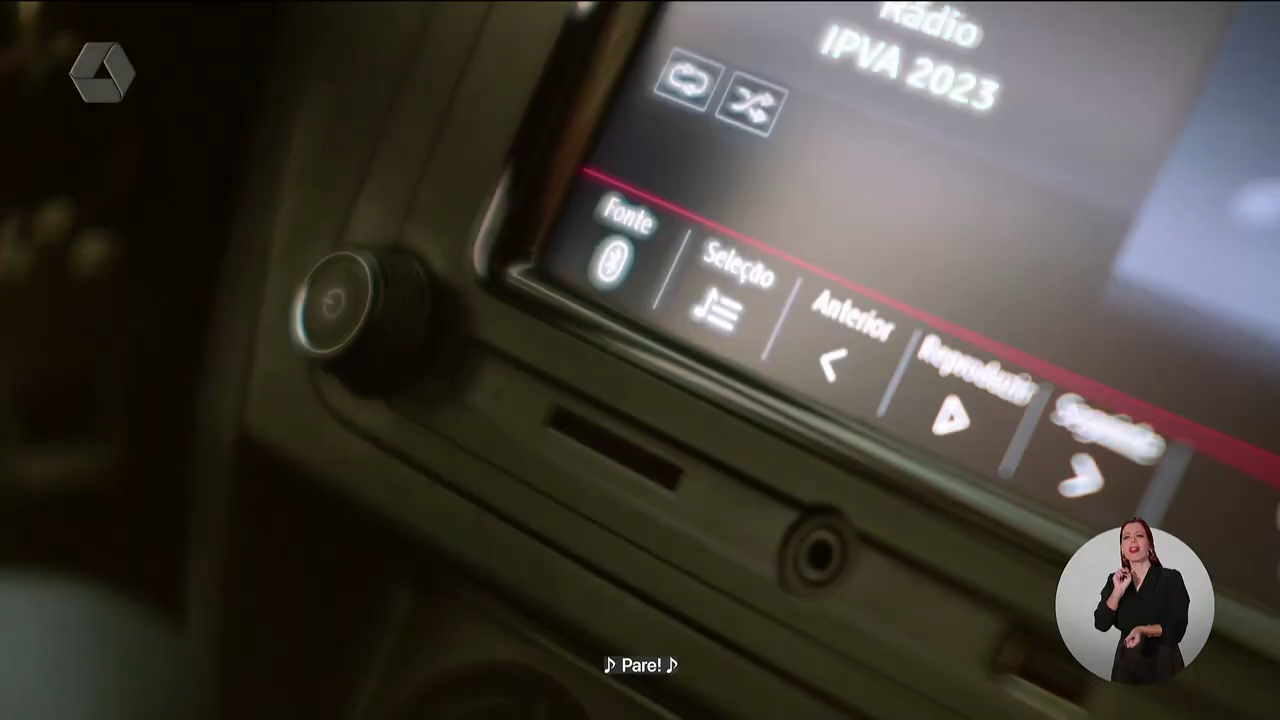 Rádio
IPVA 2023
Fonte
Seleção
Anterior
Reproduzir
♪ Pare! ♪